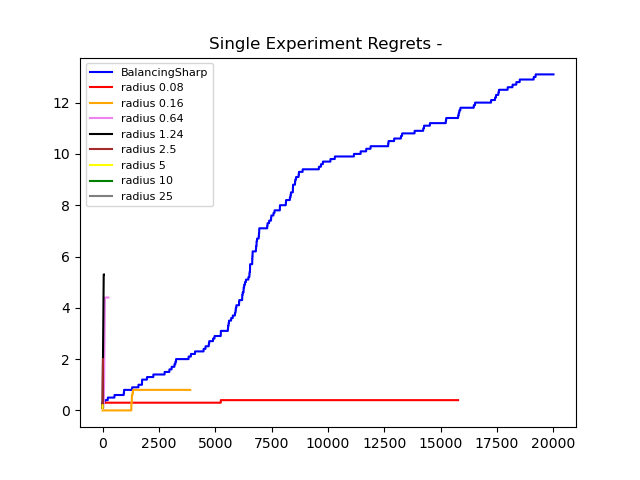 Single Experiment Regrets -
BalancingSharp
radius 0.08
radius 0.16
radius 0.64
radius 1.24
radius 2.5
radius 5
radius 10
radius 25
12
10
8
6
4
2
0
0 2500 5000 7500 10000 12500 15000 17500 20000